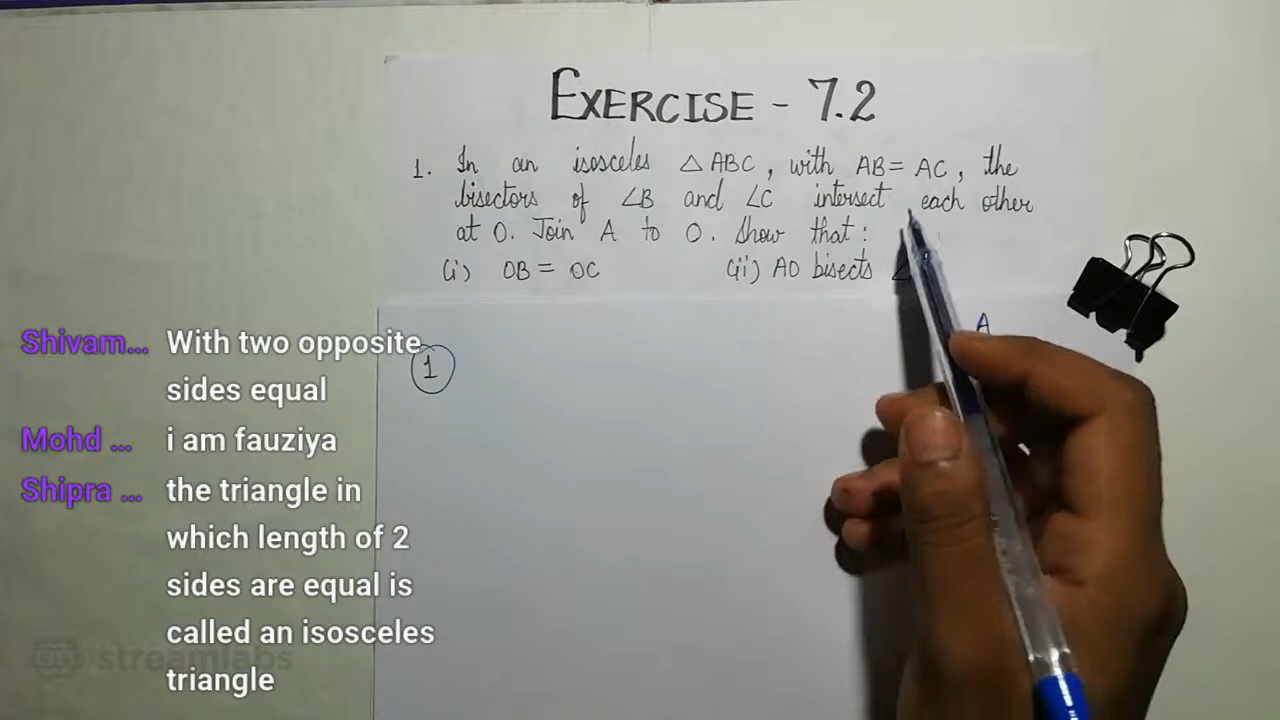 EXERCISE - 7.2
1. In an isosceles △ ABC, with AB = AC, the
bisectors of ∠B and ∠C intersect each other
at O. Join A to O. Show that:
(i) OB = OC (ii) AO bisects ∠
A
1
Shivam... With two opposite
sides equal
Mohd ... i am fauziya
Shipra ... the triangle in
which length of 2
sides are equal is
called an isosceles
triangle
streamlabs